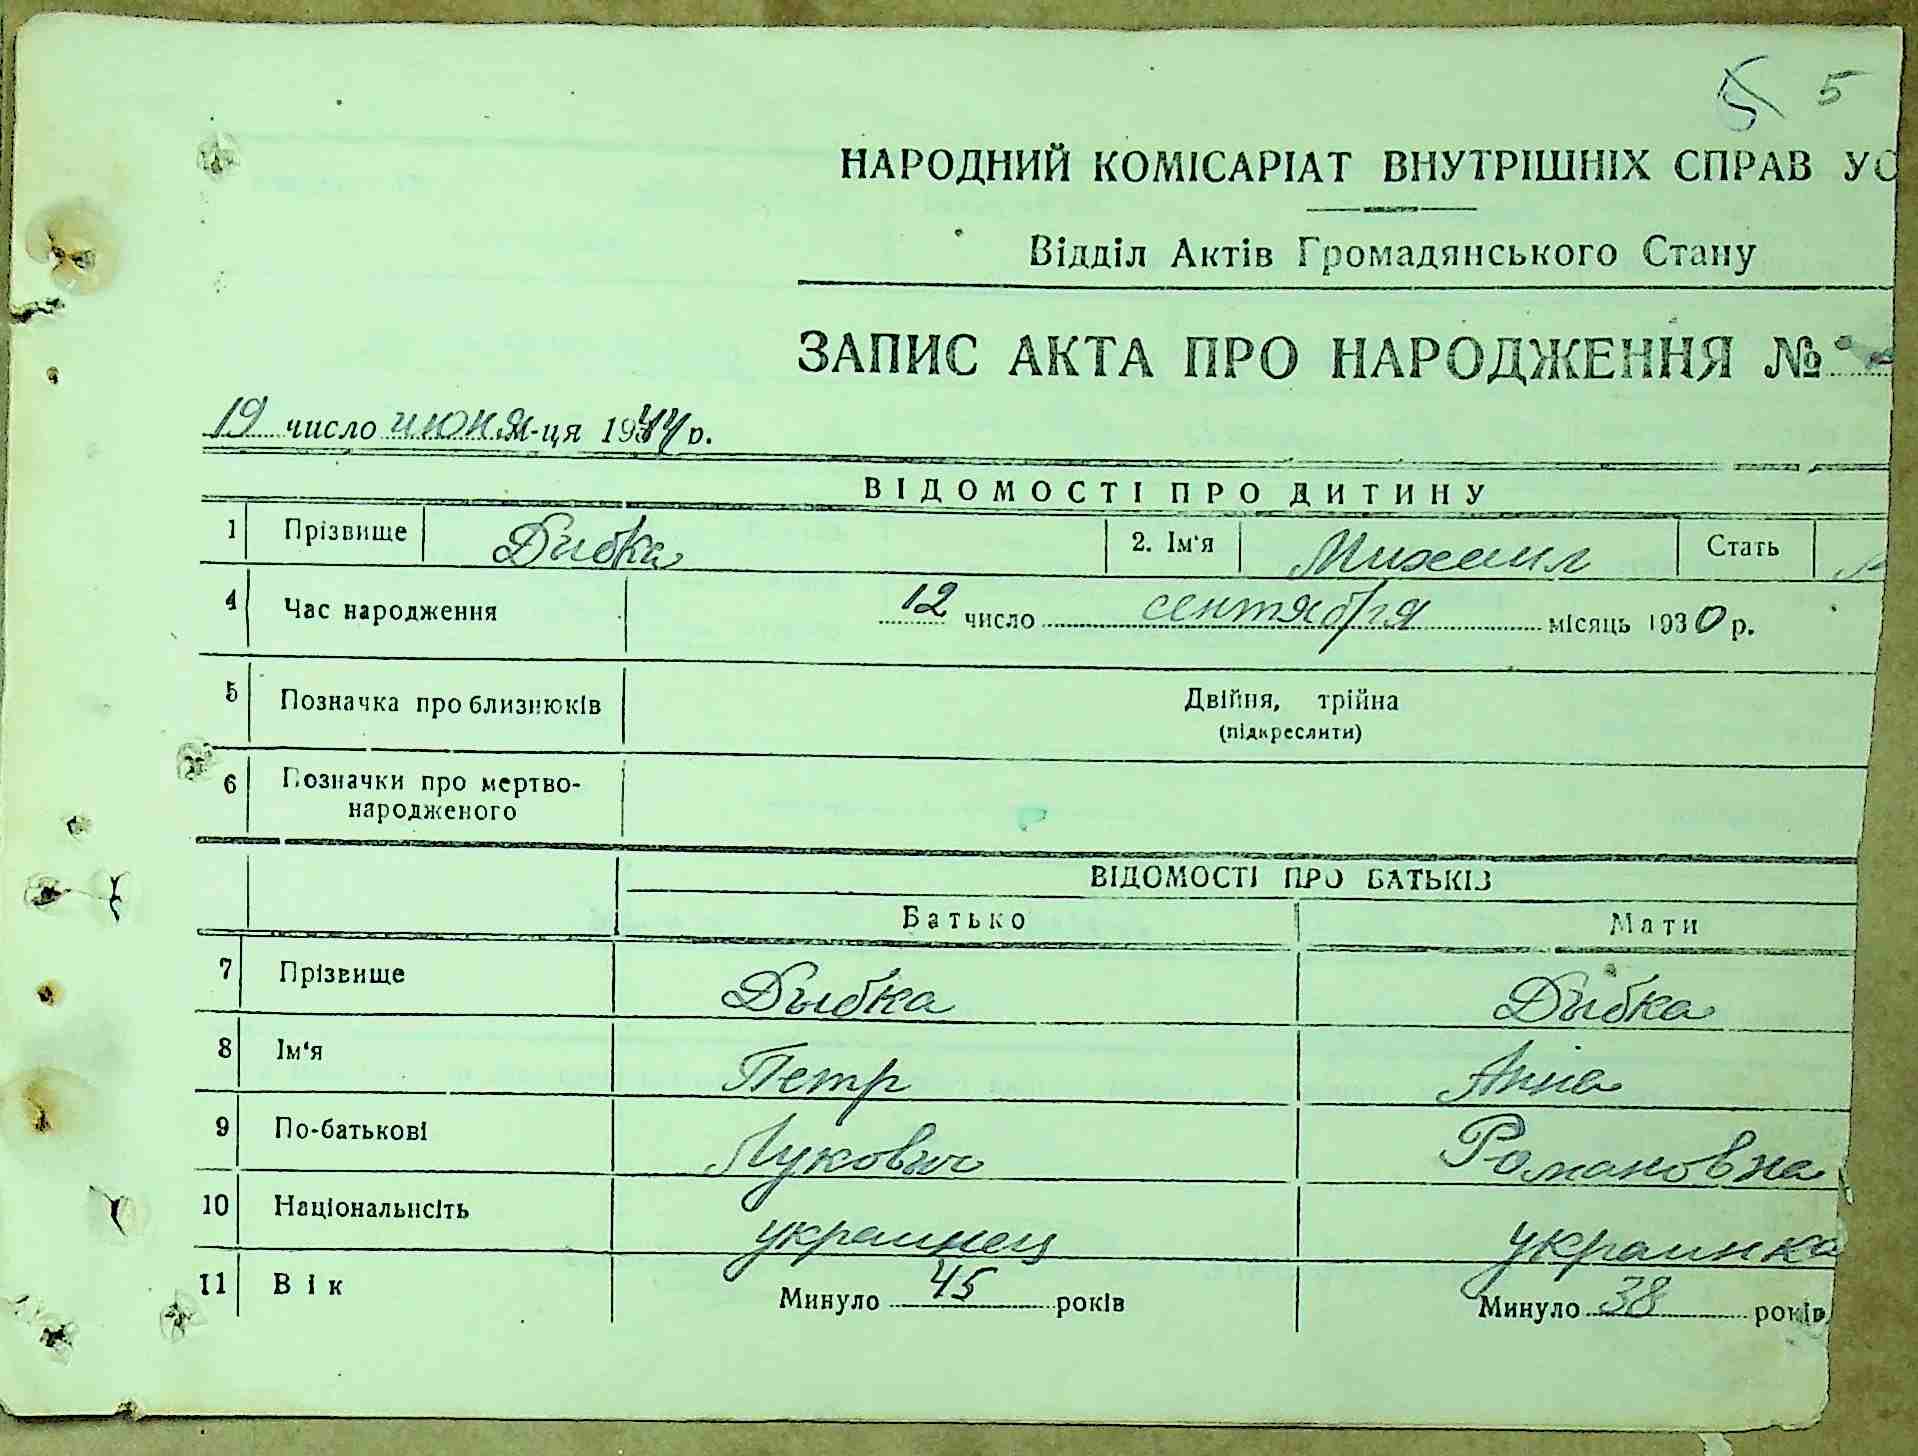 5 5
НАРОДНИЙ КОМІСАРІАТ ВНУТРІШНІХ СПРАВ УС
Відділ Актів Громадянського Стану
ЗАПИС АКТА ПРО НАРОДЖЕННЯ №
19 число июня м-ця 1944 р.
ВІДОМОСТІ ПРО ДИТИНУ
1 Прізвище Дыбка 2. Ім'я Михаил Стать
4 Час народження 12 число сентября місяць 1930 р.
5 Позначка про близнюків Двійня, трійна
(підкреслити)
6 Позначки про мертво-
народженого
ВІДОМОСТІ ПРО БАТЬКІВ
Батько Мати
7 Прізвище Дыбка Дыбка
8 Ім'я Петр Анна
9 По-батькові Лукович Романовна
10 Національність украинец украинка
11 Вік Минуло 45 років Минуло 38 років